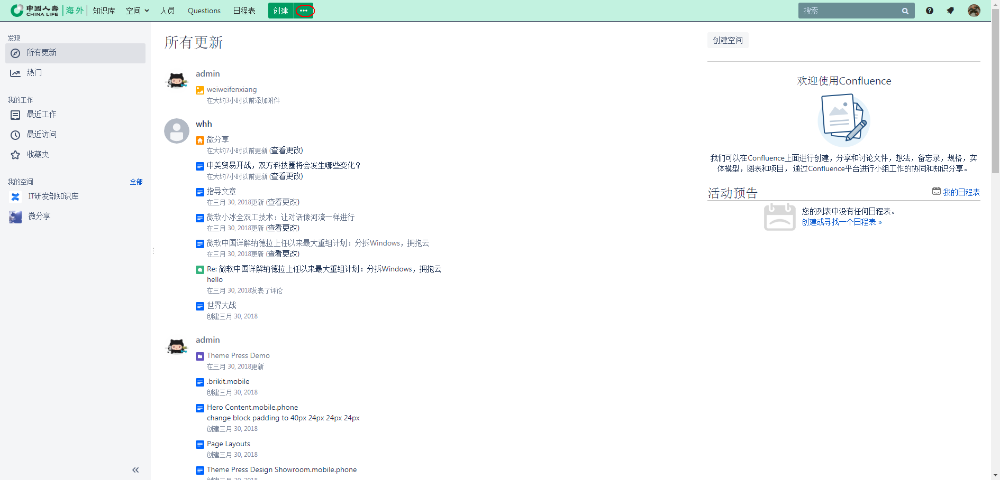 中國人壽
CHINA LIFE
海外
知识库
空间
人员
Questions
日程表
创建
搜索
发现
所有更新
热门
我的工作
最近工作
最近访问
收藏夹
我的空间
全部
IT研发部知识库
微分享
所有更新
admin
weiweifenxiang
在大约3小时以前添加附件
whh
微分享
在大约7小时以前更新 (查看更改)
中美贸易开战，双方科技圈将会发生哪些变化？
在大约7小时以前更新 (查看更改)
指导文章
在三月 30, 2018更新 (查看更改)
微软小冰全双工技术：让对话像河流一样进行
在三月 30, 2018更新 (查看更改)
微软中国详解纳德拉上任以来最大重组计划：分拆Windows，拥抱云
在三月 30, 2018更新 (查看更改)
Re: 微软中国详解纳德拉上任以来最大重组计划：分拆Windows，拥抱云
hello
在三月 30, 2018发表了评论
世界大战
创建三月 30, 2018
admin
Theme Press Demo
在三月 30, 2018更新
.brikit.mobile
创建三月 30, 2018
Hero Content.mobile.phone
change block padding to 40px 24px 24px 24px
创建三月 30, 2018
Page Layouts
创建三月 30, 2018
Theme Press Design Showroom.mobile.phone
创建三月 30, 2018
创建空间
欢迎使用Confluence
我们可以在Confluence上面进行创建，分享和讨论文件，想法，备忘录，规格，实
体模型，图表和项目， 通过Confluence平台进行小组工作的协同和知识分享。
活动预告
我的日程表
您的列表中没有任何日程表。
创建或寻找一个日程表 »